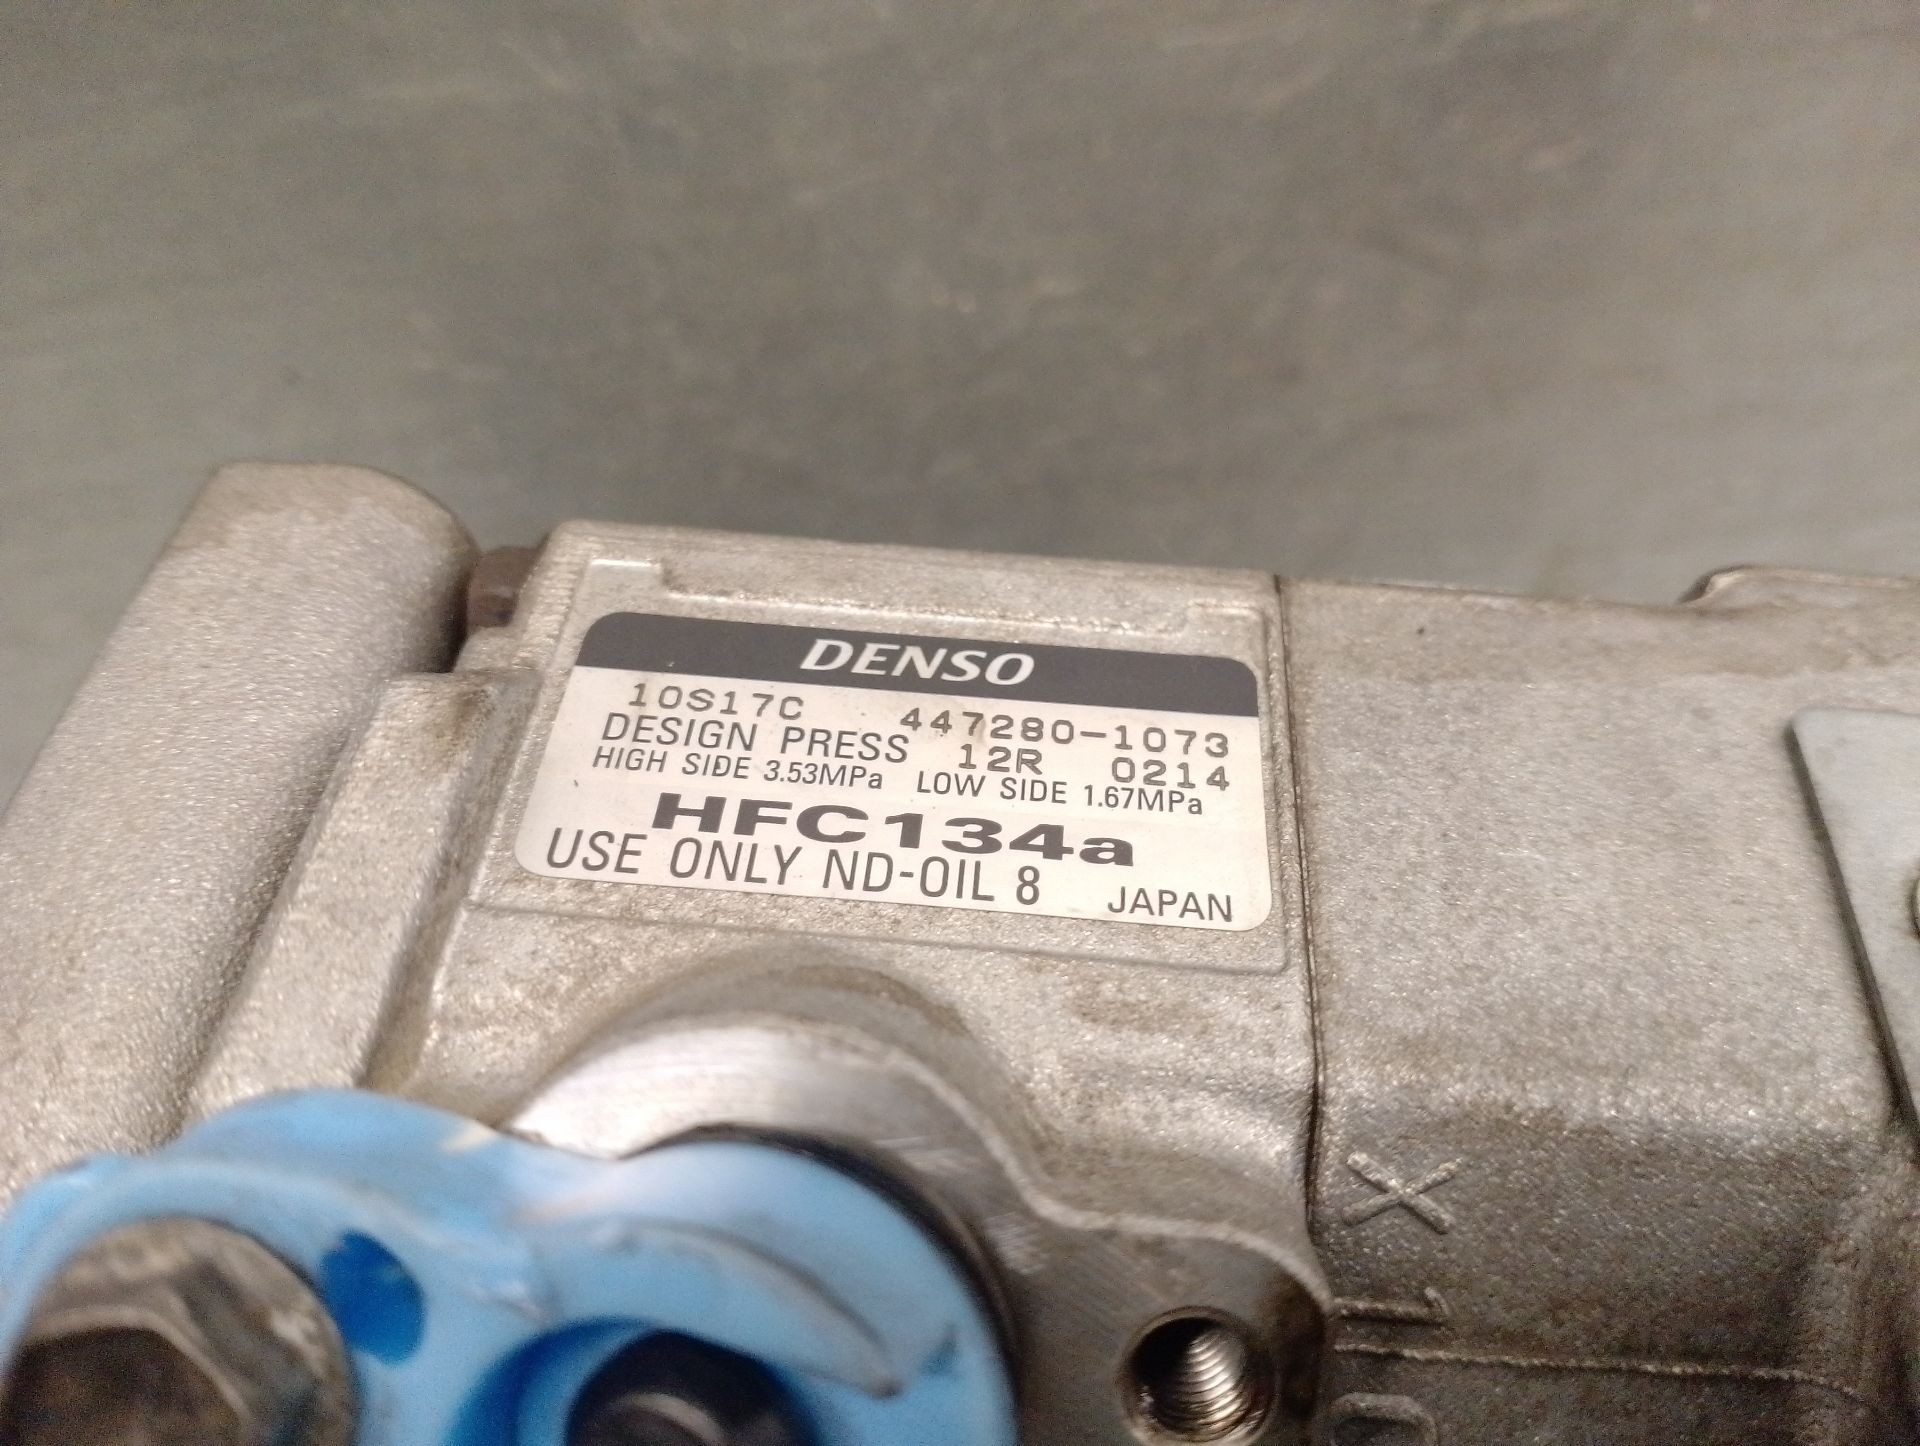 DENSO
10S17C 447280-1073
DESIGN PRESS 12R 0214
HIGH SIDE 3.53MPa LOW SIDE 1.67MPa
HFC134a
USE ONLY ND-OIL 8 JAPAN
X
1